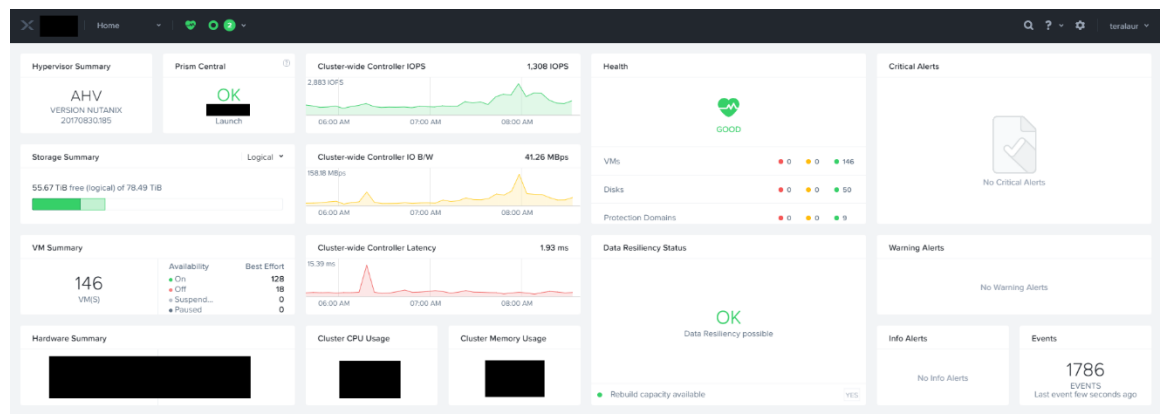 Home
2
?
teralaur
Hypervisor Summary
AHV
VERSION NUTANIX
20170830.185
Prism Central
?
OK
Launch
Cluster-wide Controller IOPS 1,308 IOPS
2,883 IOPS
06:00 AM 07:00 AM 08:00 AM
Health
GOOD
VMs 0 0 146
Disks 0 0 50
Protection Domains 0 0 9
Critical Alerts
No Critical Alerts
Storage Summary Logical
55.67 TiB free (logical) of 78.49 TiB
Cluster-wide Controller IO B/W 41.26 MBps
158.18 MBps
06:00 AM 07:00 AM 08:00 AM
VM Summary
146
VM(S)
Availability Best Effort
On 128
Off 18
Suspend... 0
Paused 0
Cluster-wide Controller Latency 1.93 ms
15.39 ms
06:00 AM 07:00 AM 08:00 AM
Data Resiliency Status
OK
Data Resiliency possible
Rebuild capacity available YES
Warning Alerts
No Warning Alerts
Hardware Summary
Cluster CPU Usage
Cluster Memory Usage
Info Alerts
No Info Alerts
Events
1786
EVENTS
Last event few seconds ago